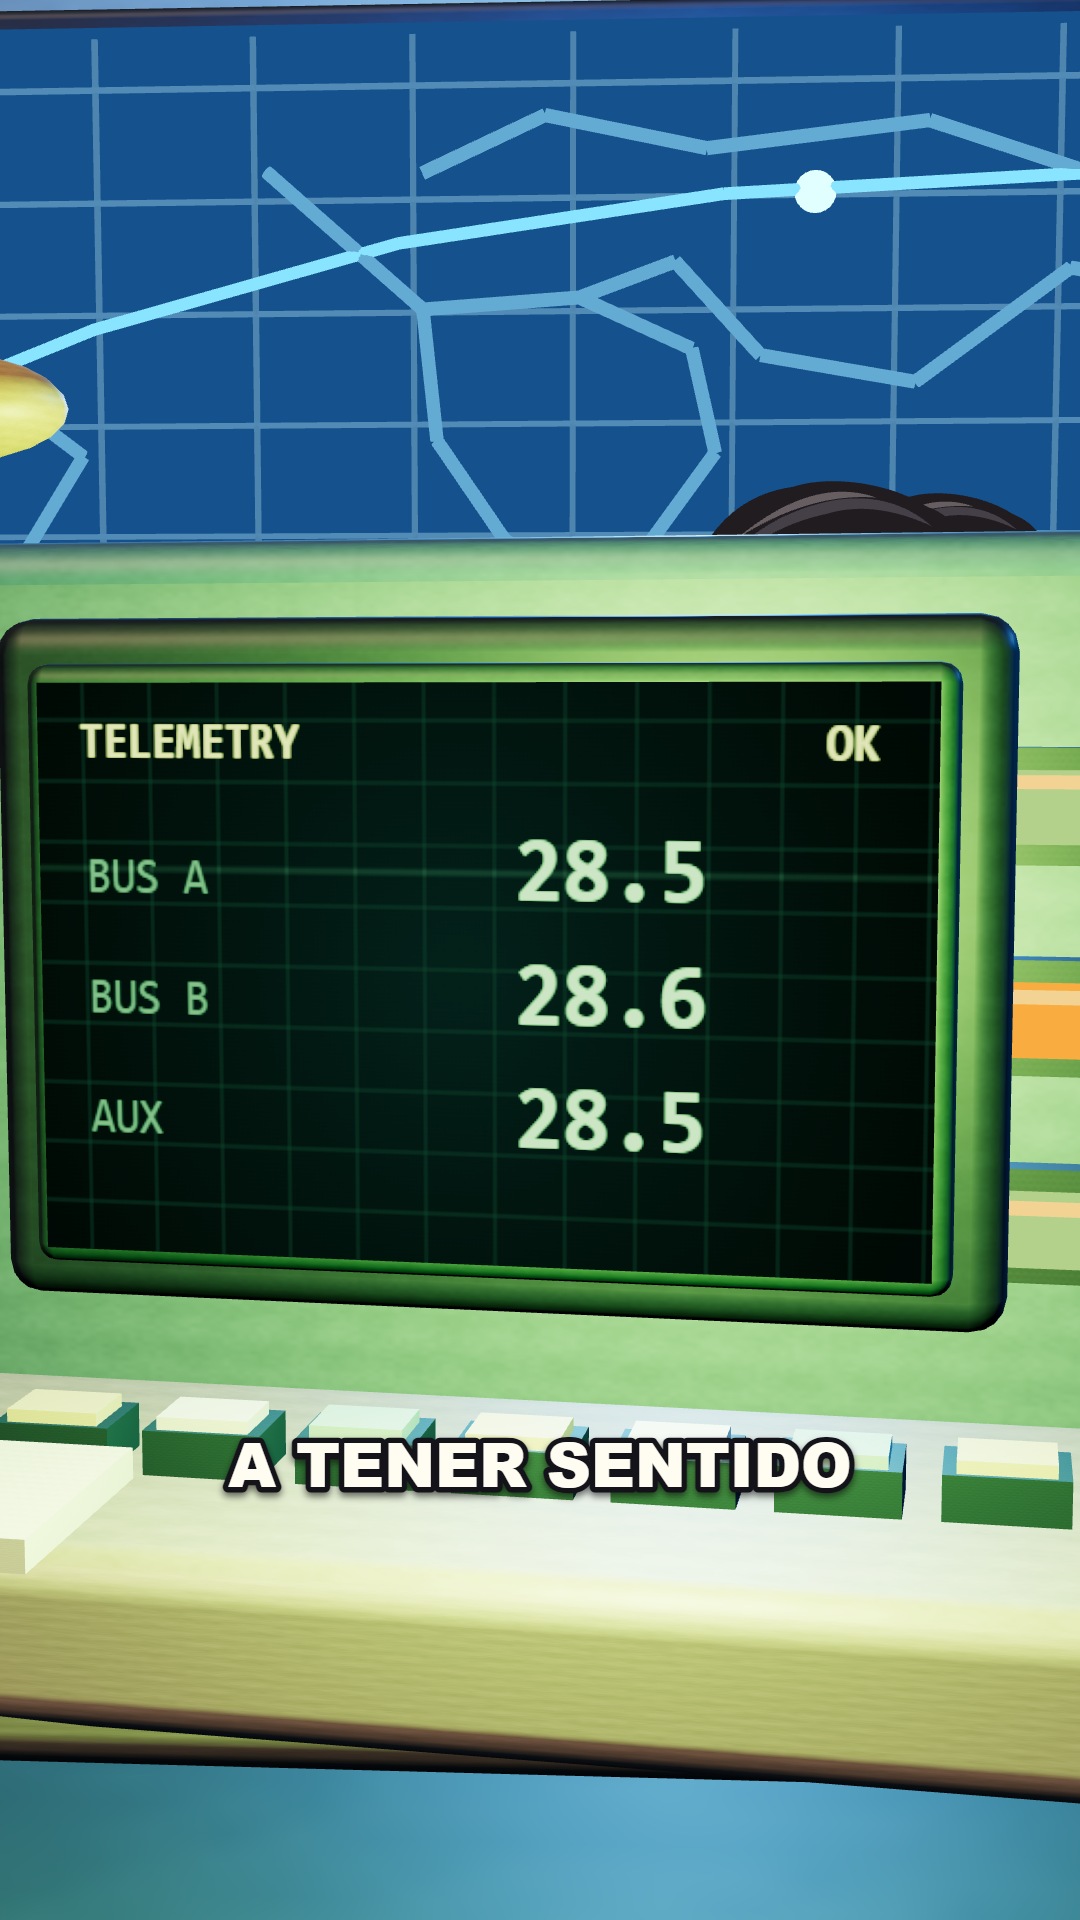 TELEMETRY OK
BUS A 28.5
BUS B 28.6
AUX 28.5
A TENER SENTIDO